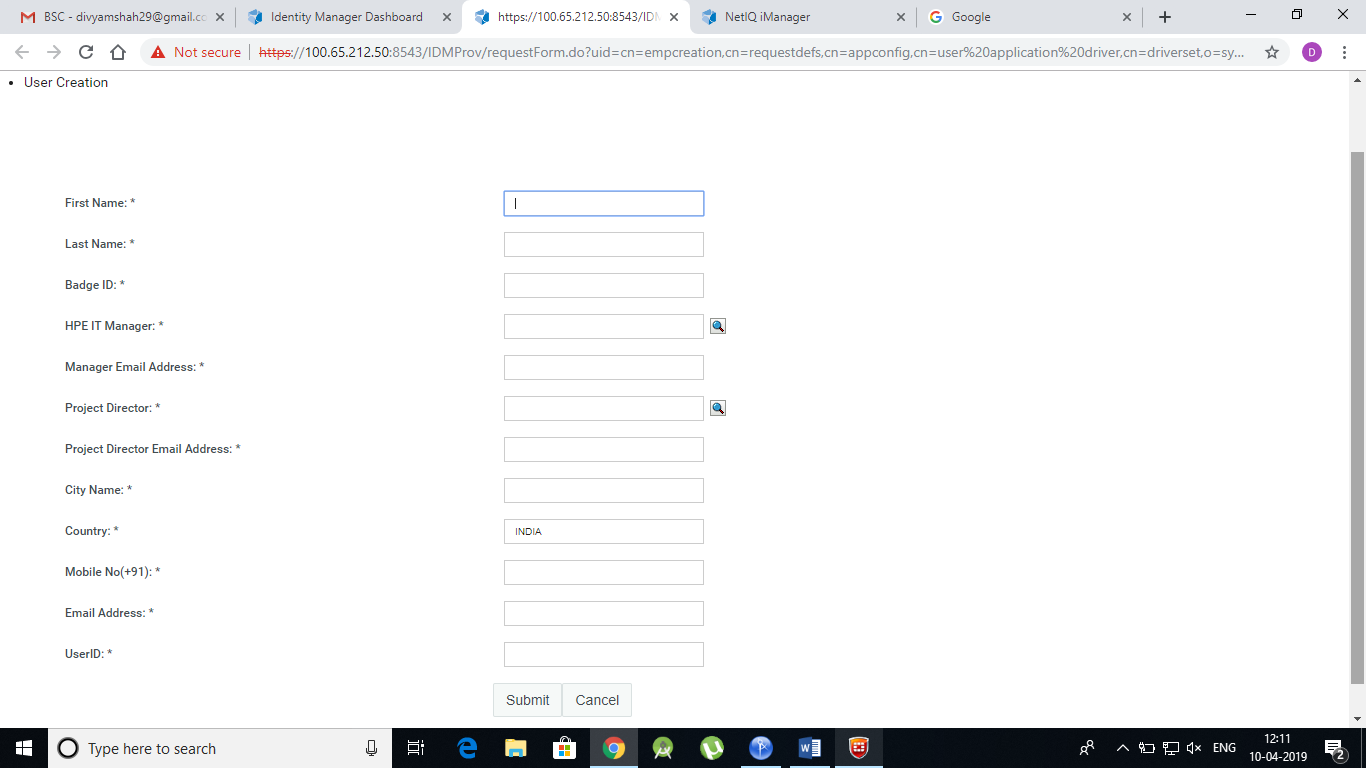 BSC - divyamshah29@gmail.co
Identity Manager Dashboard
https://100.65.212.50:8543/IDM
NetIQ iManager
Google
Not secure
https://100.65.212.50:8543/IDMProv/requestForm.do?uid=cn=empcreation,cn=requestdefs,cn=appconfig,cn=user%20application%20driver,cn=driverset,o=sy...
D
• User Creation
First Name: *
Last Name: *
Badge ID: *
HPE IT Manager: *
Manager Email Address: *
Project Director: *
Project Director Email Address: *
City Name: *
Country: * INDIA
Mobile No(+91): *
Email Address: *
UserID: *
Submit Cancel
Type here to search
ENG
12:11
10-04-2019
2